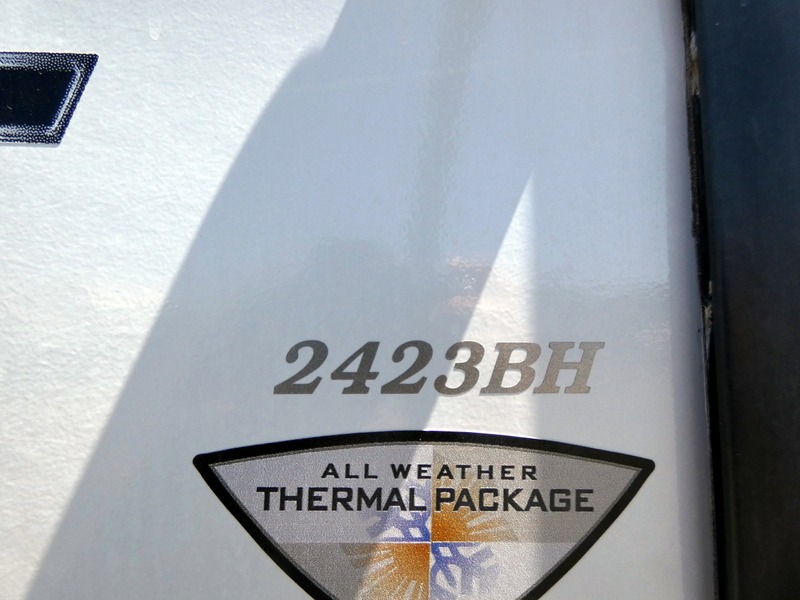 2423BH
ALL WEATHER
THERMAL PACKAGE